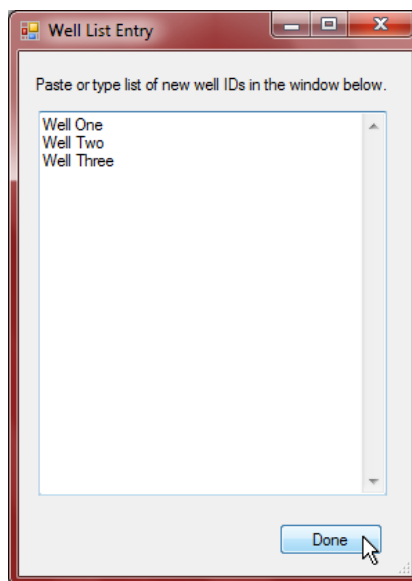 Well List Entry
Paste or type list of new well IDs in the window below.
Well One
Well Two
Well Three
Done